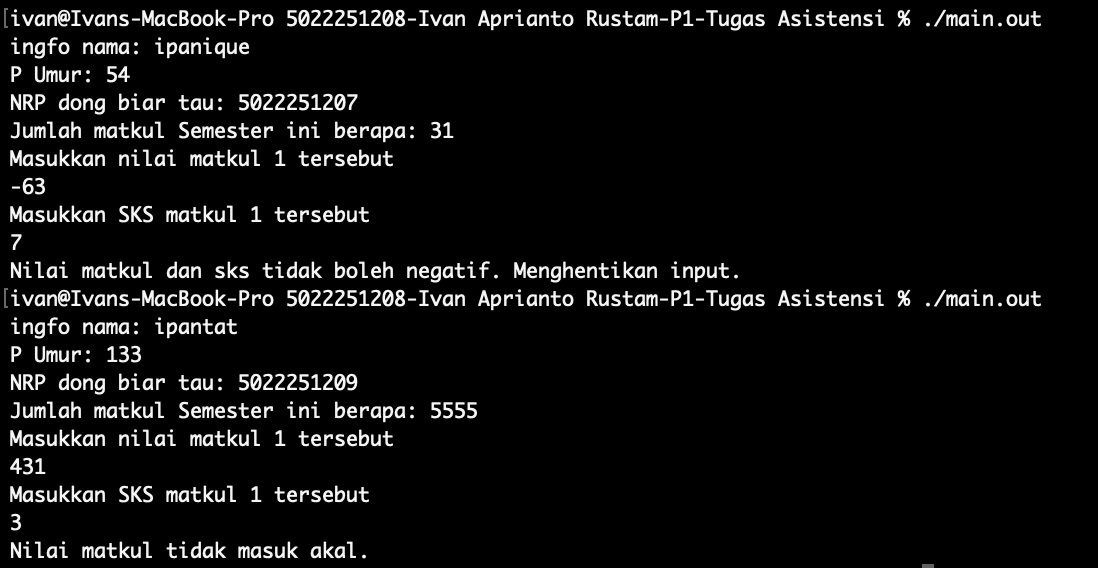 [ivan@Ivans-MacBook-Pro 5022251208-Ivan Aprianto Rustam-P1-Tugas Asistensi % ./main.out
ingfo nama: ipanique
P Umur: 54
NRP dong biar tau: 5022251207
Jumlah matkul Semester ini berapa: 31
Masukkan nilai matkul 1 tersebut
-63
Masukkan SKS matkul 1 tersebut
7
Nilai matkul dan sks tidak boleh negatif. Menghentikan input.
[ivan@Ivans-MacBook-Pro 5022251208-Ivan Aprianto Rustam-P1-Tugas Asistensi % ./main.out
ingfo nama: ipantat
P Umur: 133
NRP dong biar tau: 5022251209
Jumlah matkul Semester ini berapa: 5555
Masukkan nilai matkul 1 tersebut
431
Masukkan SKS matkul 1 tersebut
3
Nilai matkul tidak masuk akal.